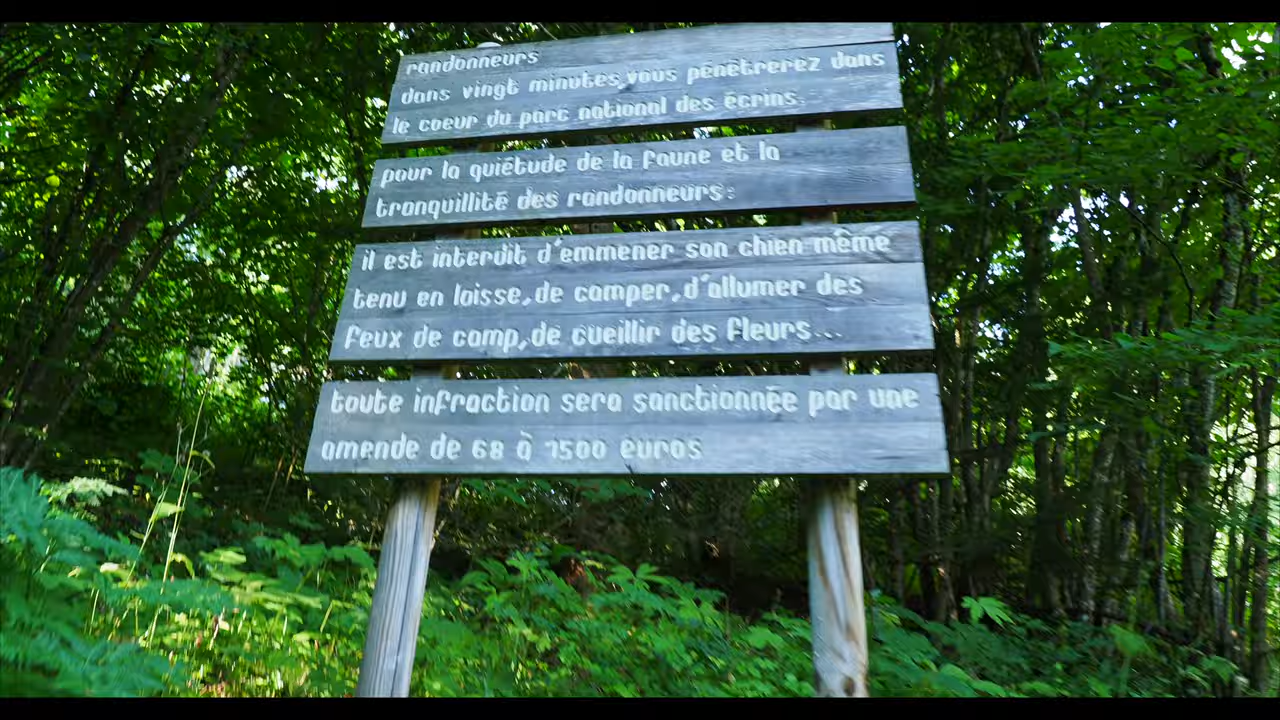 randonneurs
dans vingt minutes, vous pénètrerez dans
le coeur du parc national des écrins.
pour la quiétude de la faune et la
tranquillité des randonneurs:
il est interdit d'emmener son chien même
tenu en laisse, de camper, d'allumer des
feux de camp, de cueillir des fleurs...
toute infraction sera sanctionnée par une
amende de 68 à 1500 euros